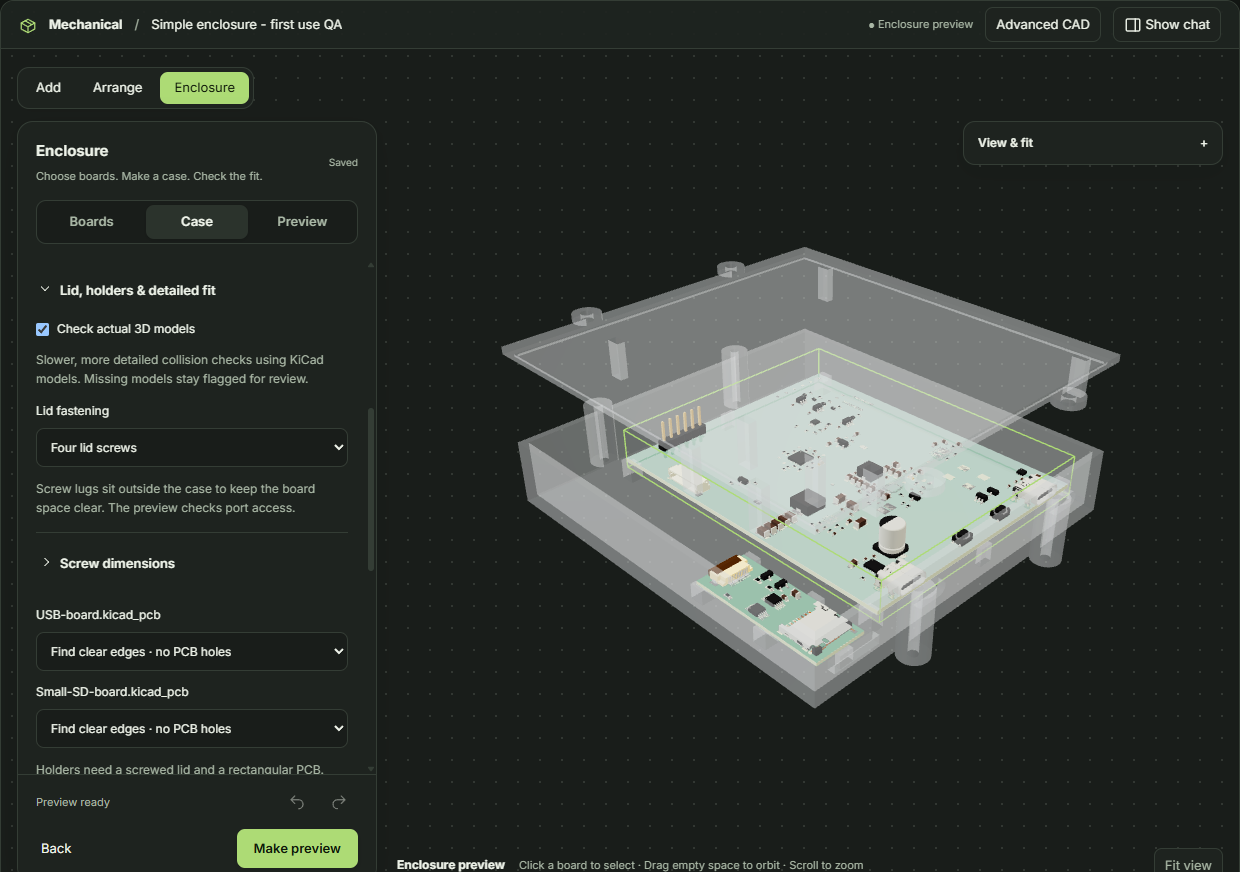 Mechanical / Simple enclosure - first use QA
Enclosure preview
Advanced CAD
Show chat
Add
Arrange
Enclosure
Enclosure
Saved
Choose boards. Make a case. Check the fit.
Boards
Case
Preview
View & fit
+
Lid, holders & detailed fit
Check actual 3D models
Slower, more detailed collision checks using KiCad
models. Missing models stay flagged for review.
Lid fastening
Four lid screws
Screw lugs sit outside the case to keep the board
space clear. The preview checks port access.
Screw dimensions
USB-board.kicad_pcb
Find clear edges · no PCB holes
Small-SD-board.kicad_pcb
Find clear edges · no PCB holes
Holders need a screwed lid and a rectangular PCB.
Preview ready
Back
Make preview
Enclosure preview
Click a board to select · Drag empty space to orbit · Scroll to zoom
Fit view